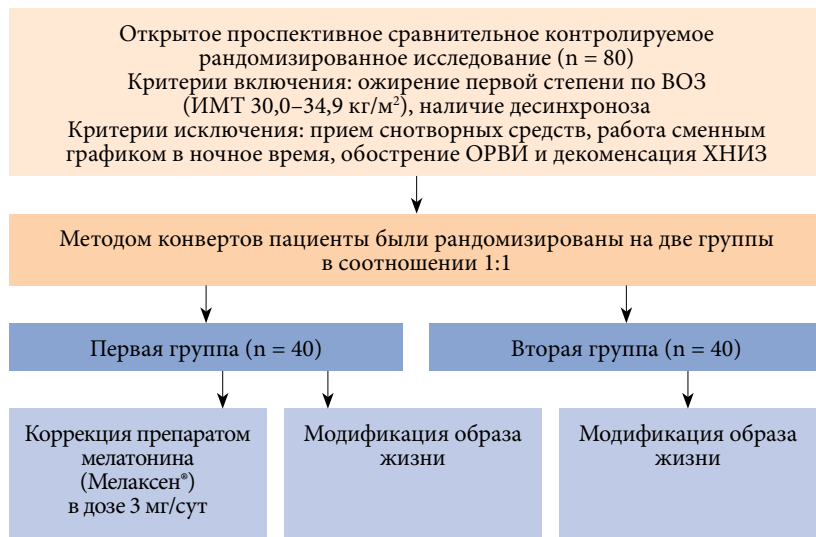 Открытое проспективное сравнительное контролируемое
рандомизированное исследование (n = 80)
Критерии включения: ожирение первой степени по ВОЗ
(ИМТ 30,0–34,9 кг/м²), наличие десинхроноза
Критерии исключения: прием снотворных средств, работа сменным
графиком в ночное время, обострение ОРВИ и декоменсация ХНИЗ
Методом конвертов пациенты были рандомизированы на две группы
в соотношении 1:1
Первая группа (n = 40)
Вторая группа (n = 40)
Коррекция препаратом
мелатонина
(Мелаксен®)
в дозе 3 мг/сут
Модификация образа
жизни
Модификация образа
жизни